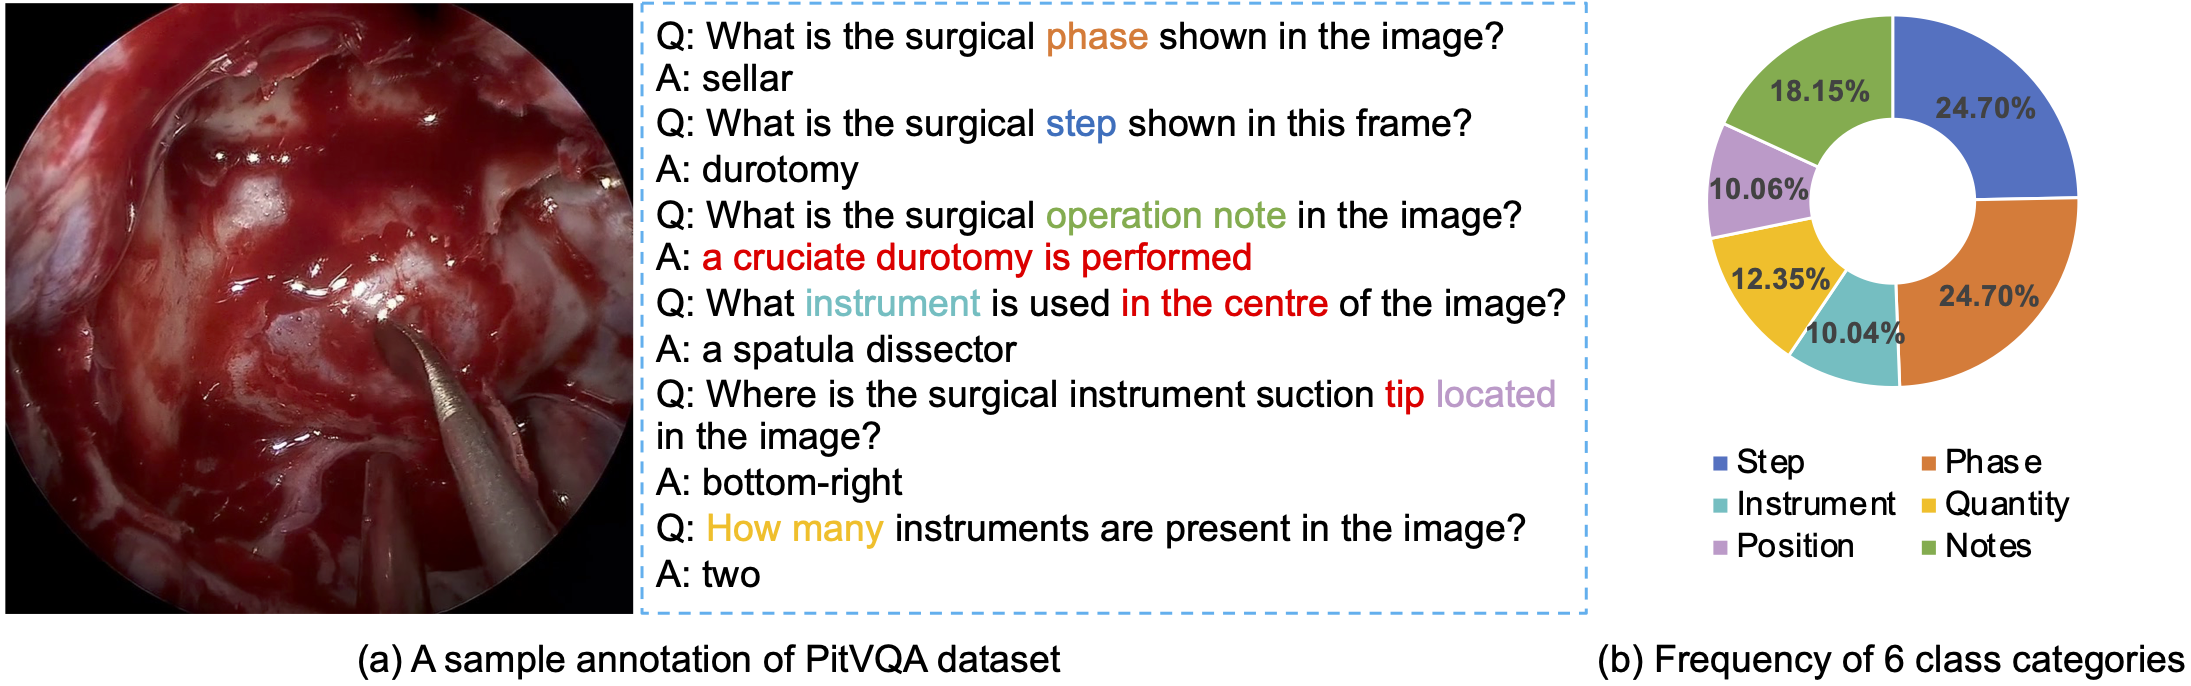 Q: What is the surgical phase shown in the image?
A: sellar
Q: What is the surgical step shown in this frame?
A: durotomy
Q: What is the surgical operation note in the image?
A: a cruciate durotomy is performed
Q: What instrument is used in the centre of the image?
A: a spatula dissector
Q: Where is the surgical instrument suction tip located
in the image?
A: bottom-right
Q: How many instruments are present in the image?
A: two
(a) A sample annotation of PitVQA dataset
18.15%
24.70%
10.06%
12.35%
24.70%
10.04%
Step
Phase
Instrument
Quantity
Position
Notes
(b) Frequency of 6 class categories